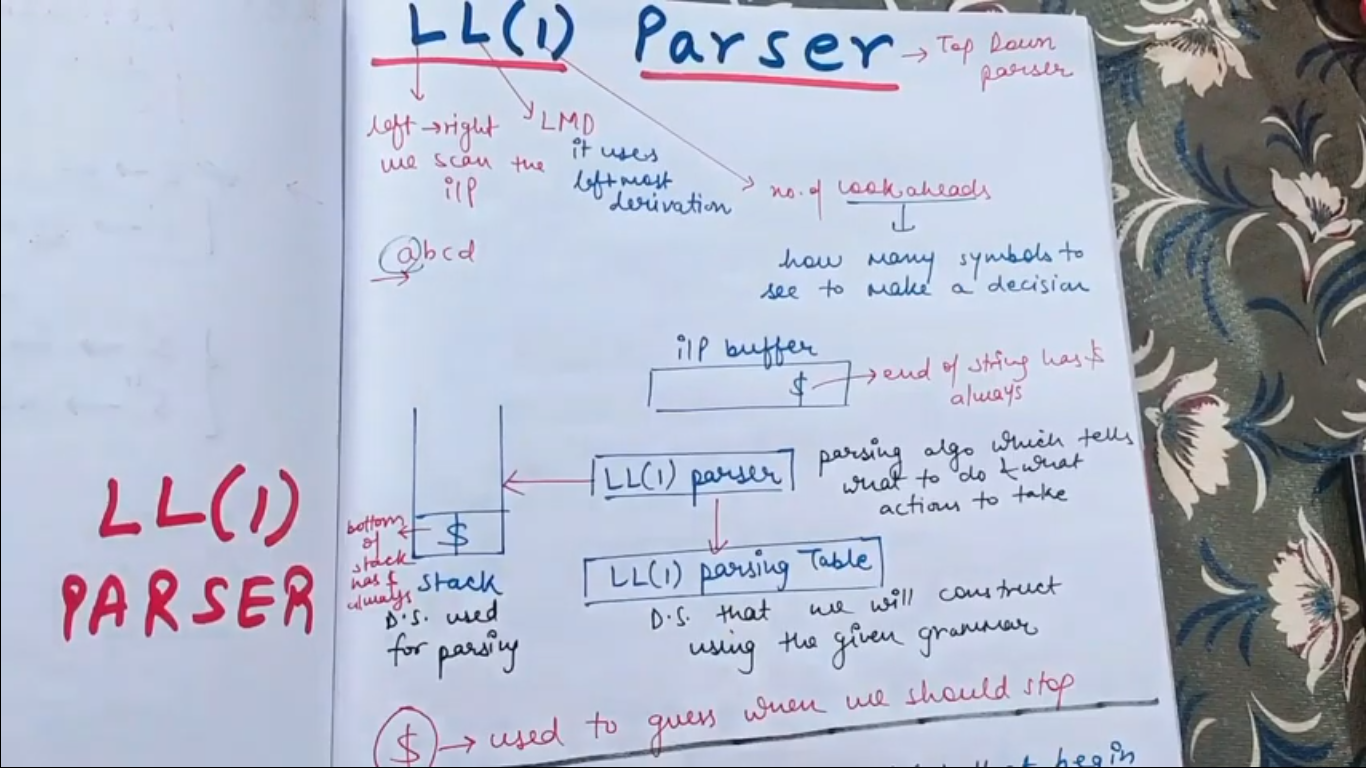 LL(1) Parser → Top Down
parser
left → right
we scan the
i/P
LMD
it uses
leftmost
derivation
no. of lookaheads
how many symbols to
see to make a decision
abcd
i/P buffer
$ → end of string has $
always
LL(1) parser
parsing algo which tells
what to do & what
actions to take
LL(1) parsing Table
D.S. that we will construct
using the given grammar
$
bottom
of
stack
has $
always
Stack
D.S. used
for parsing
LL(1)
PARSER
$ → used to guess when we should stop
that begin